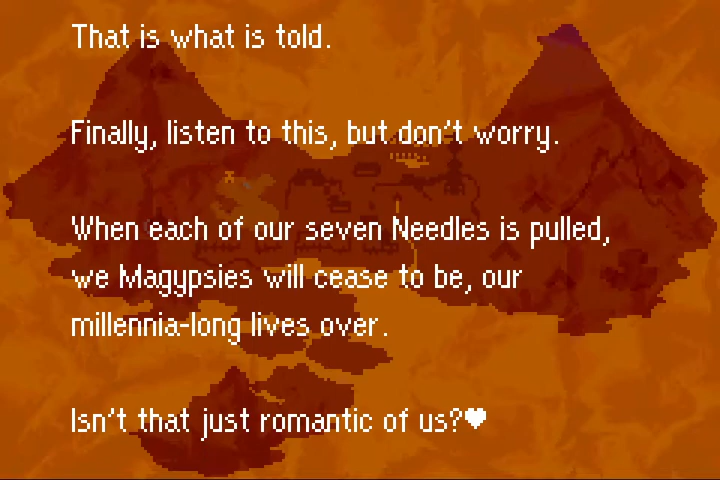 That is what is told.
Finally, listen to this, but don't worry.
When each of our seven Needles is pulled,
we Magypsies will cease to be, our
millennia-long lives over.
Isn't that just romantic of us?♥